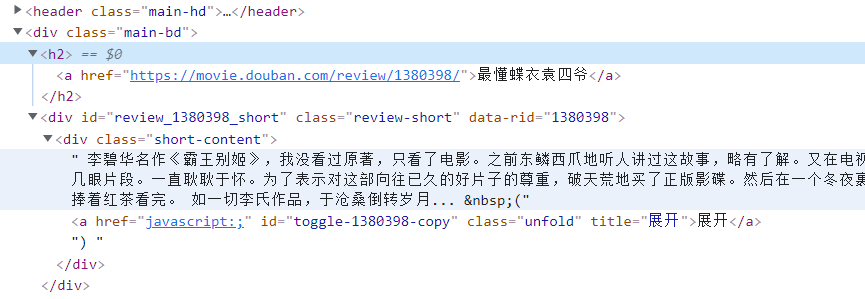 <header class="main-hd">…</header>
<div class="main-bd">
<h2> == $0
<a href="https://movie.douban.com/review/1380398/">最懂蝶衣袁四爷</a>
</h2>
<div id="review_1380398_short" class="review-short" data-rid="1380398">
<div class="short-content">
" 李碧华名作《霸王别姬》，我没看过原著，只看了电影。之前东鳞西爪地听人讲过这故事，略有了解。又在电视
几眼片段。一直耿耿于怀。为了表示对这部向往已久的好片子的尊重，破天荒地买了正版影碟。然后在一个冬夜裹
捧着红茶看完。 如一切李氏作品，于沧桑倒转岁月... &nbsp;("
<a href="javascript:;" id="toggle-1380398-copy" class="unfold" title="展开">展开</a>
") "
</div>
</div>